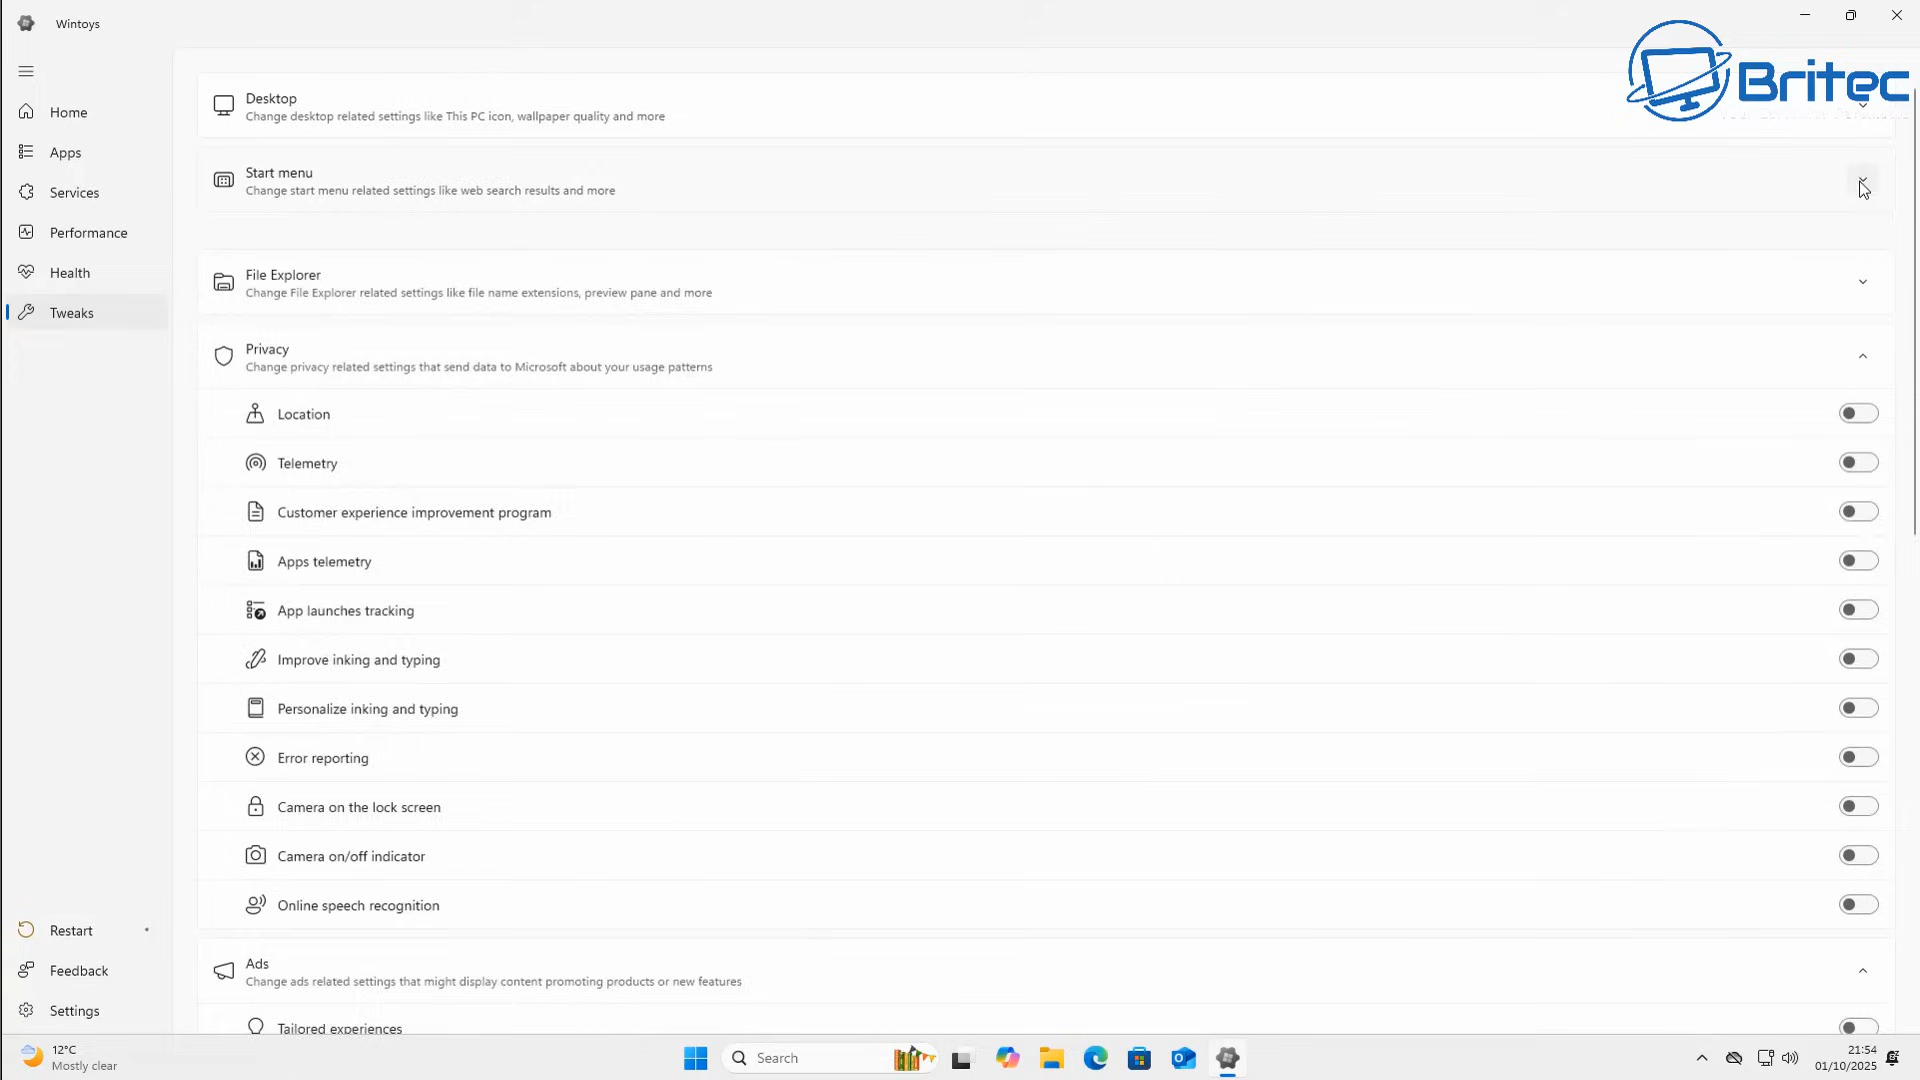 Wintoys
Britec
Home
Apps
Services
Performance
Health
Tweaks
Desktop
Change desktop related settings like This PC icon, wallpaper quality and more
Start menu
Change start menu related settings like web search results and more
File Explorer
Change File Explorer related settings like file name extensions, preview pane and more
Privacy
Change privacy related settings that send data to Microsoft about your usage patterns
Location
Telemetry
Customer experience improvement program
Apps telemetry
App launches tracking
Improve inking and typing
Personalize inking and typing
Error reporting
Camera on the lock screen
Camera on/off indicator
Online speech recognition
Ads
Change ads related settings that might display content promoting products or new features
Tailored experiences
Restart
Feedback
Settings
12°C
Mostly clear
Search
21:54
01/10/2025